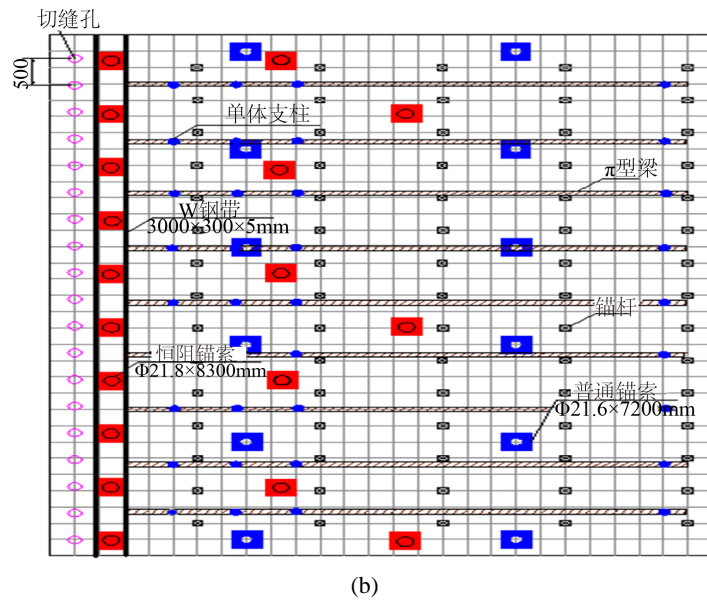 切缝孔
500
单体支柱
π型梁
W钢带
3000×300×5mm
锚杆
恒阻锚索
Φ21.8×8300mm
普通锚索
Φ21.6×7200mm
(b)